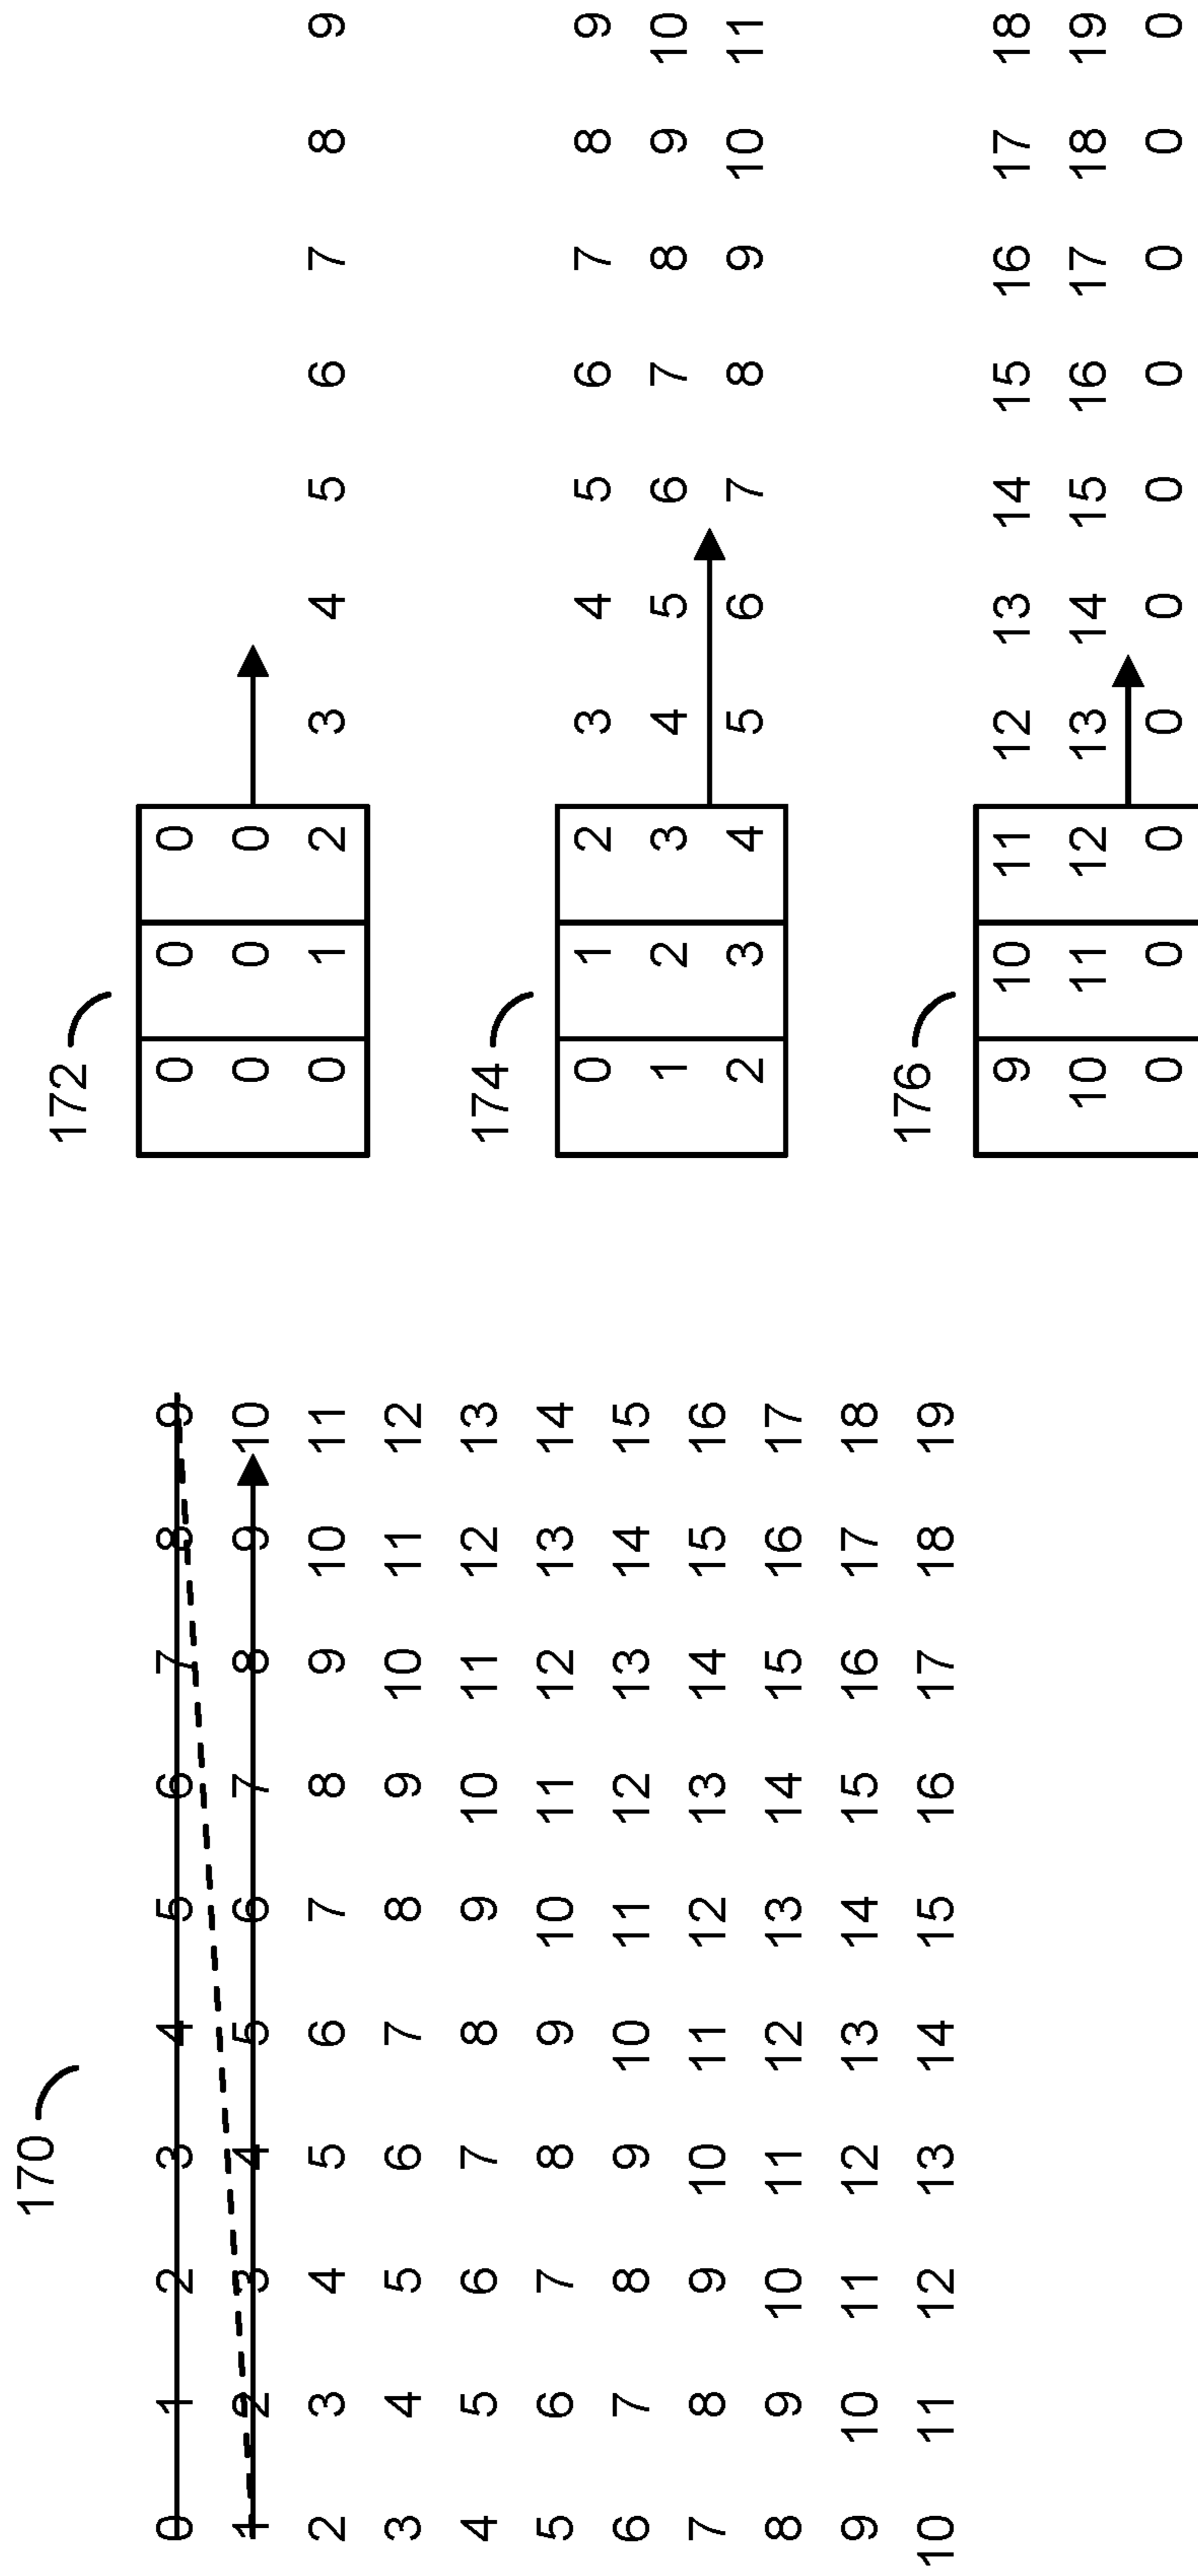 170
0 1 2 3 4 5 6 7 8 9
1 2 3 4 5 6 7 8 9 10
2 3 4 5 6 7 8 9 10 11
3 4 5 6 7 8 9 10 11 12
4 5 6 7 8 9 10 11 12 13
5 6 7 8 9 10 11 12 13 14
6 7 8 9 10 11 12 13 14 15
7 8 9 10 11 12 13 14 15 16
8 9 10 11 12 13 14 15 16 17
9 10 11 12 13 14 15 16 17 18
10 11 12 13 14 15 16 17 18 19
172
0 0 0
0 0 0
0 1 2 3 4 5 6 7 8 9
174
0 1 2 3 4 5 6 7 8 9
1 2 3 4 5 6 7 8 9 10
2 3 4 5 6 7 8 9 10 11
176
9 10 11 12 13 14 15 16 17 18
10 11 12 13 14 15 16 17 18 19
0 0 0 0 0 0 0 0 0 0